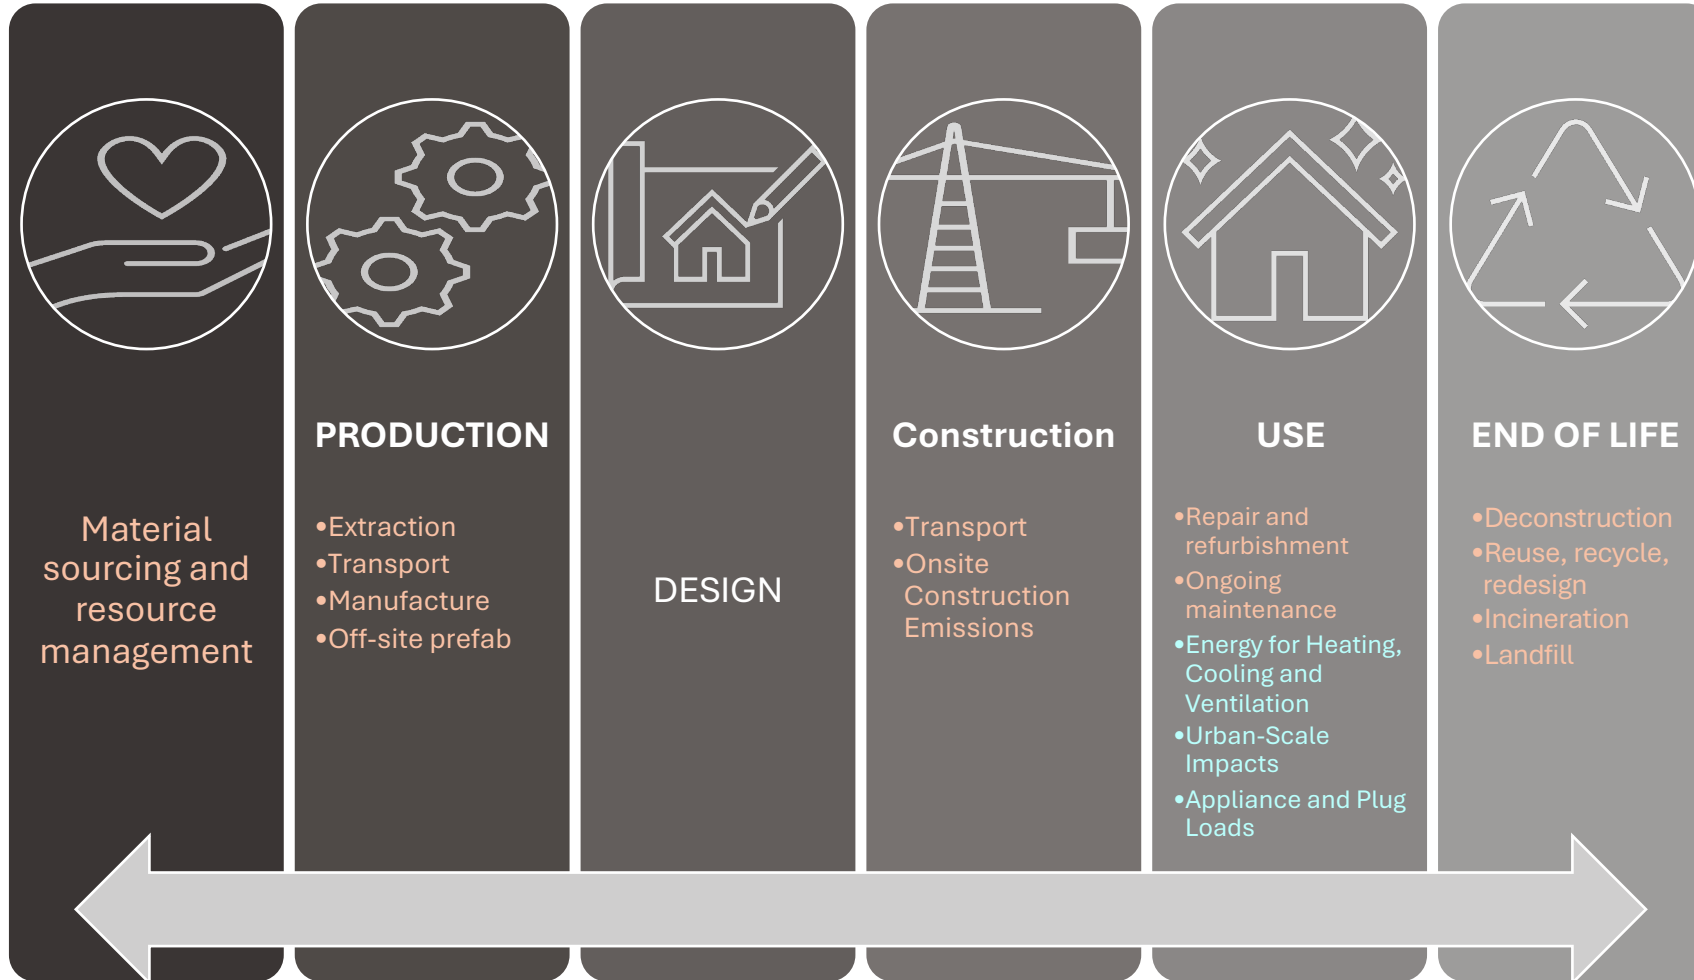 Material
sourcing and
resource
management
PRODUCTION
•Extraction
•Transport
•Manufacture
•Off-site prefab
DESIGN
Construction
•Transport
•Onsite
Construction
Emissions
USE
•Repair and
refurbishment
•Ongoing
maintenance
•Energy for Heating,
Cooling and
Ventilation
•Urban-Scale
Impacts
•Appliance and Plug
Loads
END OF LIFE
•Deconstruction
•Reuse, recycle,
redesign
•Incineration
•Landfill